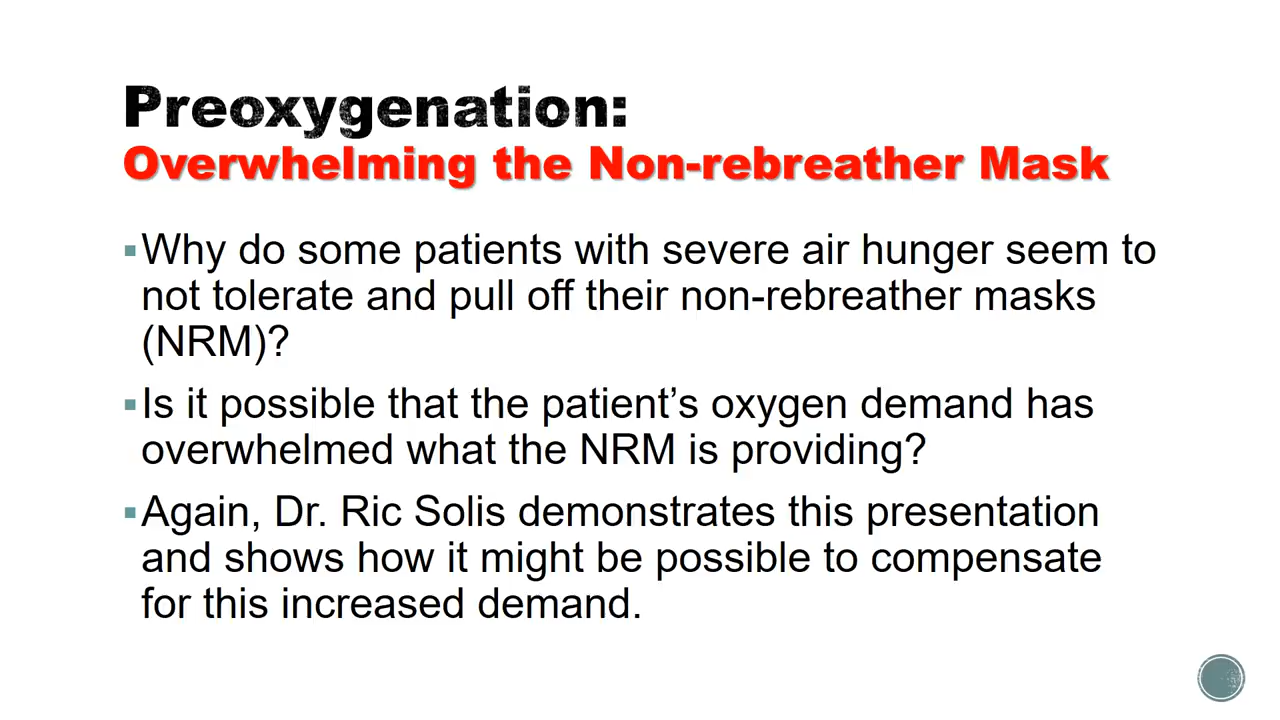 Preoxygenation:
Overwhelming the Non-rebreather Mask
▪Why do some patients with severe air hunger seem to
not tolerate and pull off their non-rebreather masks
(NRM)?
▪Is it possible that the patient’s oxygen demand has
overwhelmed what the NRM is providing?
▪Again, Dr. Ric Solis demonstrates this presentation
and shows how it might be possible to compensate
for this increased demand.